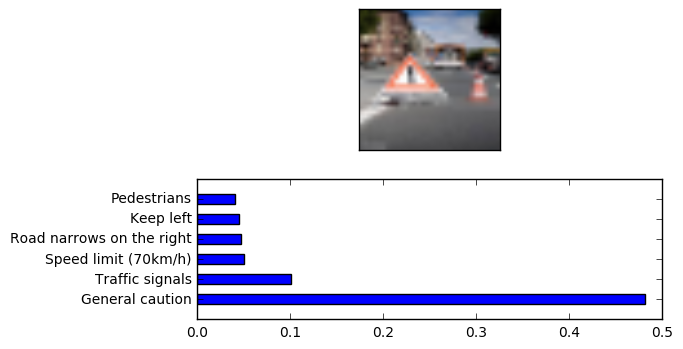 Pedestrians
Keep left
Road narrows on the right
Speed limit (70km/h)
Traffic signals
General caution
0.0 0.1 0.2 0.3 0.4 0.5